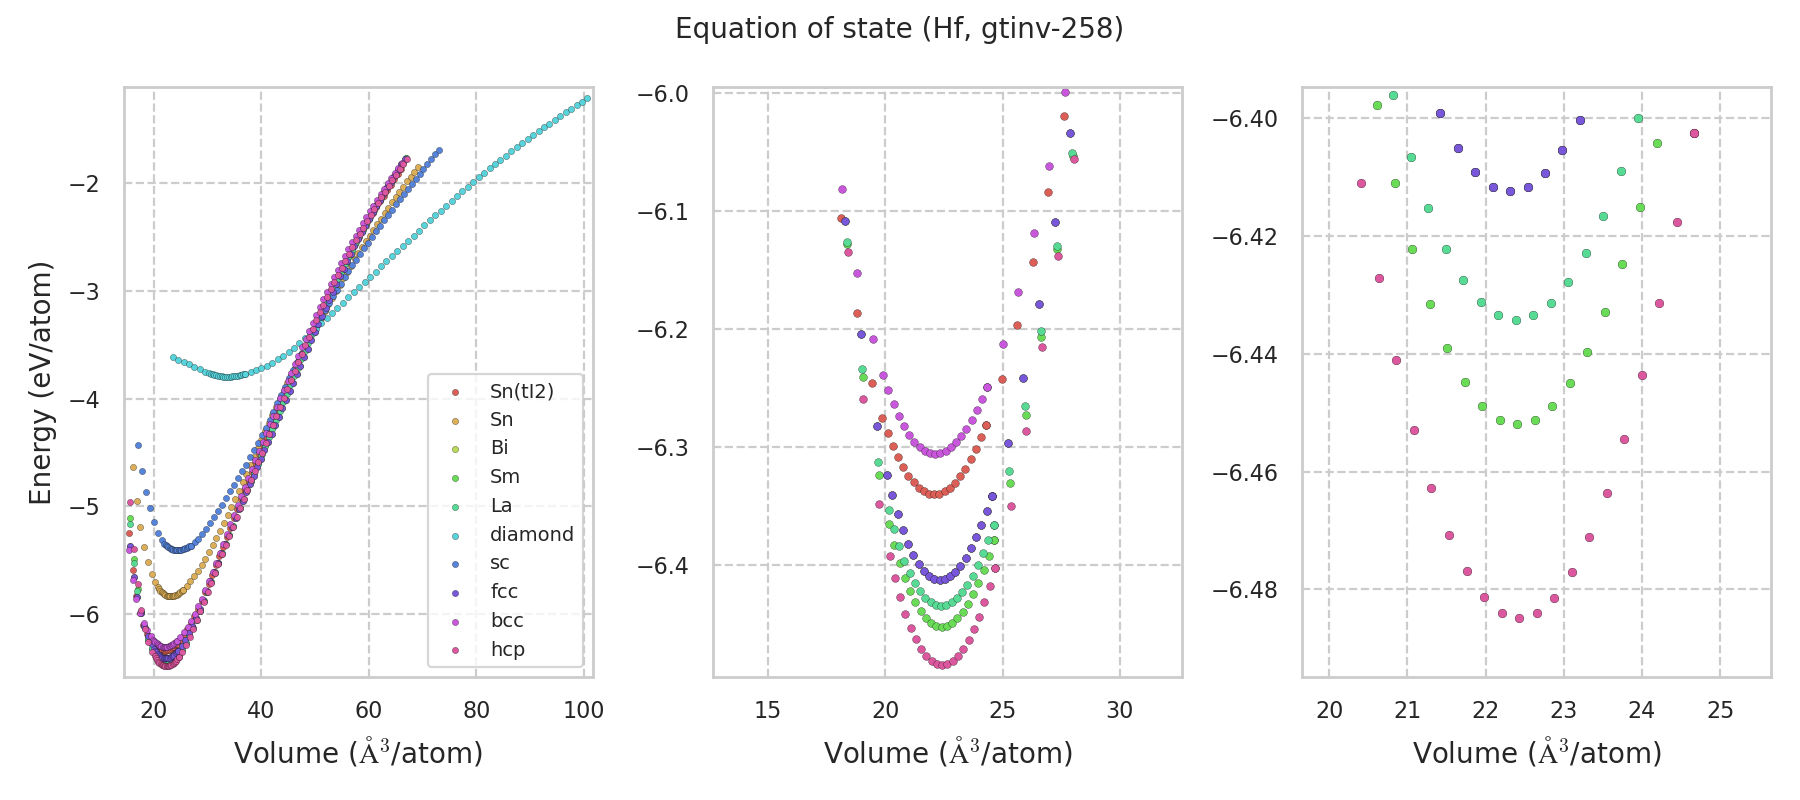 Equation of state (Hf, gtinv-258)
Energy (eV/atom)
−2
−3
−4
−5
−6
20 40 60 80 100
Volume (Å³/atom)
Sn(tI2)
Sn
Bi
Sm
La
diamond
sc
fcc
bcc
hcp
−6.0
−6.1
−6.2
−6.3
−6.4
15 20 25 30
Volume (Å³/atom)
−6.40
−6.42
−6.44
−6.46
−6.48
20 21 22 23 24 25
Volume (Å³/atom)